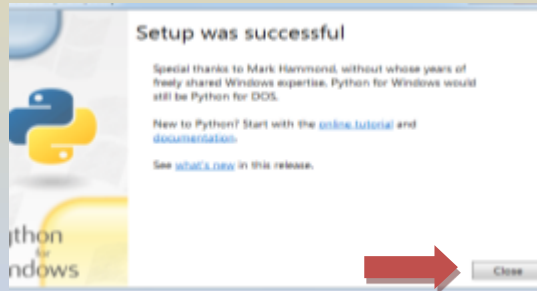 Setup was successful
Special thanks to Mark Hammond, without whose years of
freely shared Windows expertise, Python for Windows would
still be Python for DOS.
New to Python? Start with the online tutorial and
documentation.
See what's new in this release.
ython
for
ndows
Close